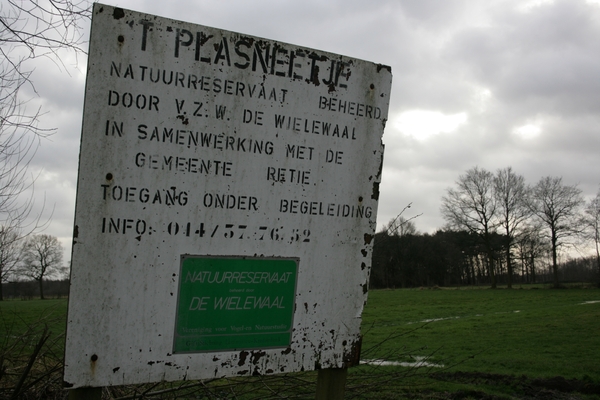 'T PLASNEETJE
NATUURRESERVAAT BEHEERD
DOOR V.Z.W. DE WIELEWAAL
IN SAMENWERKING MET DE
GEMEENTE RETIE
TOEGANG ONDER BEGELEIDING
INFO: 014/37.76.52
NATUURRESERVAAT
DE WIELEWAAL